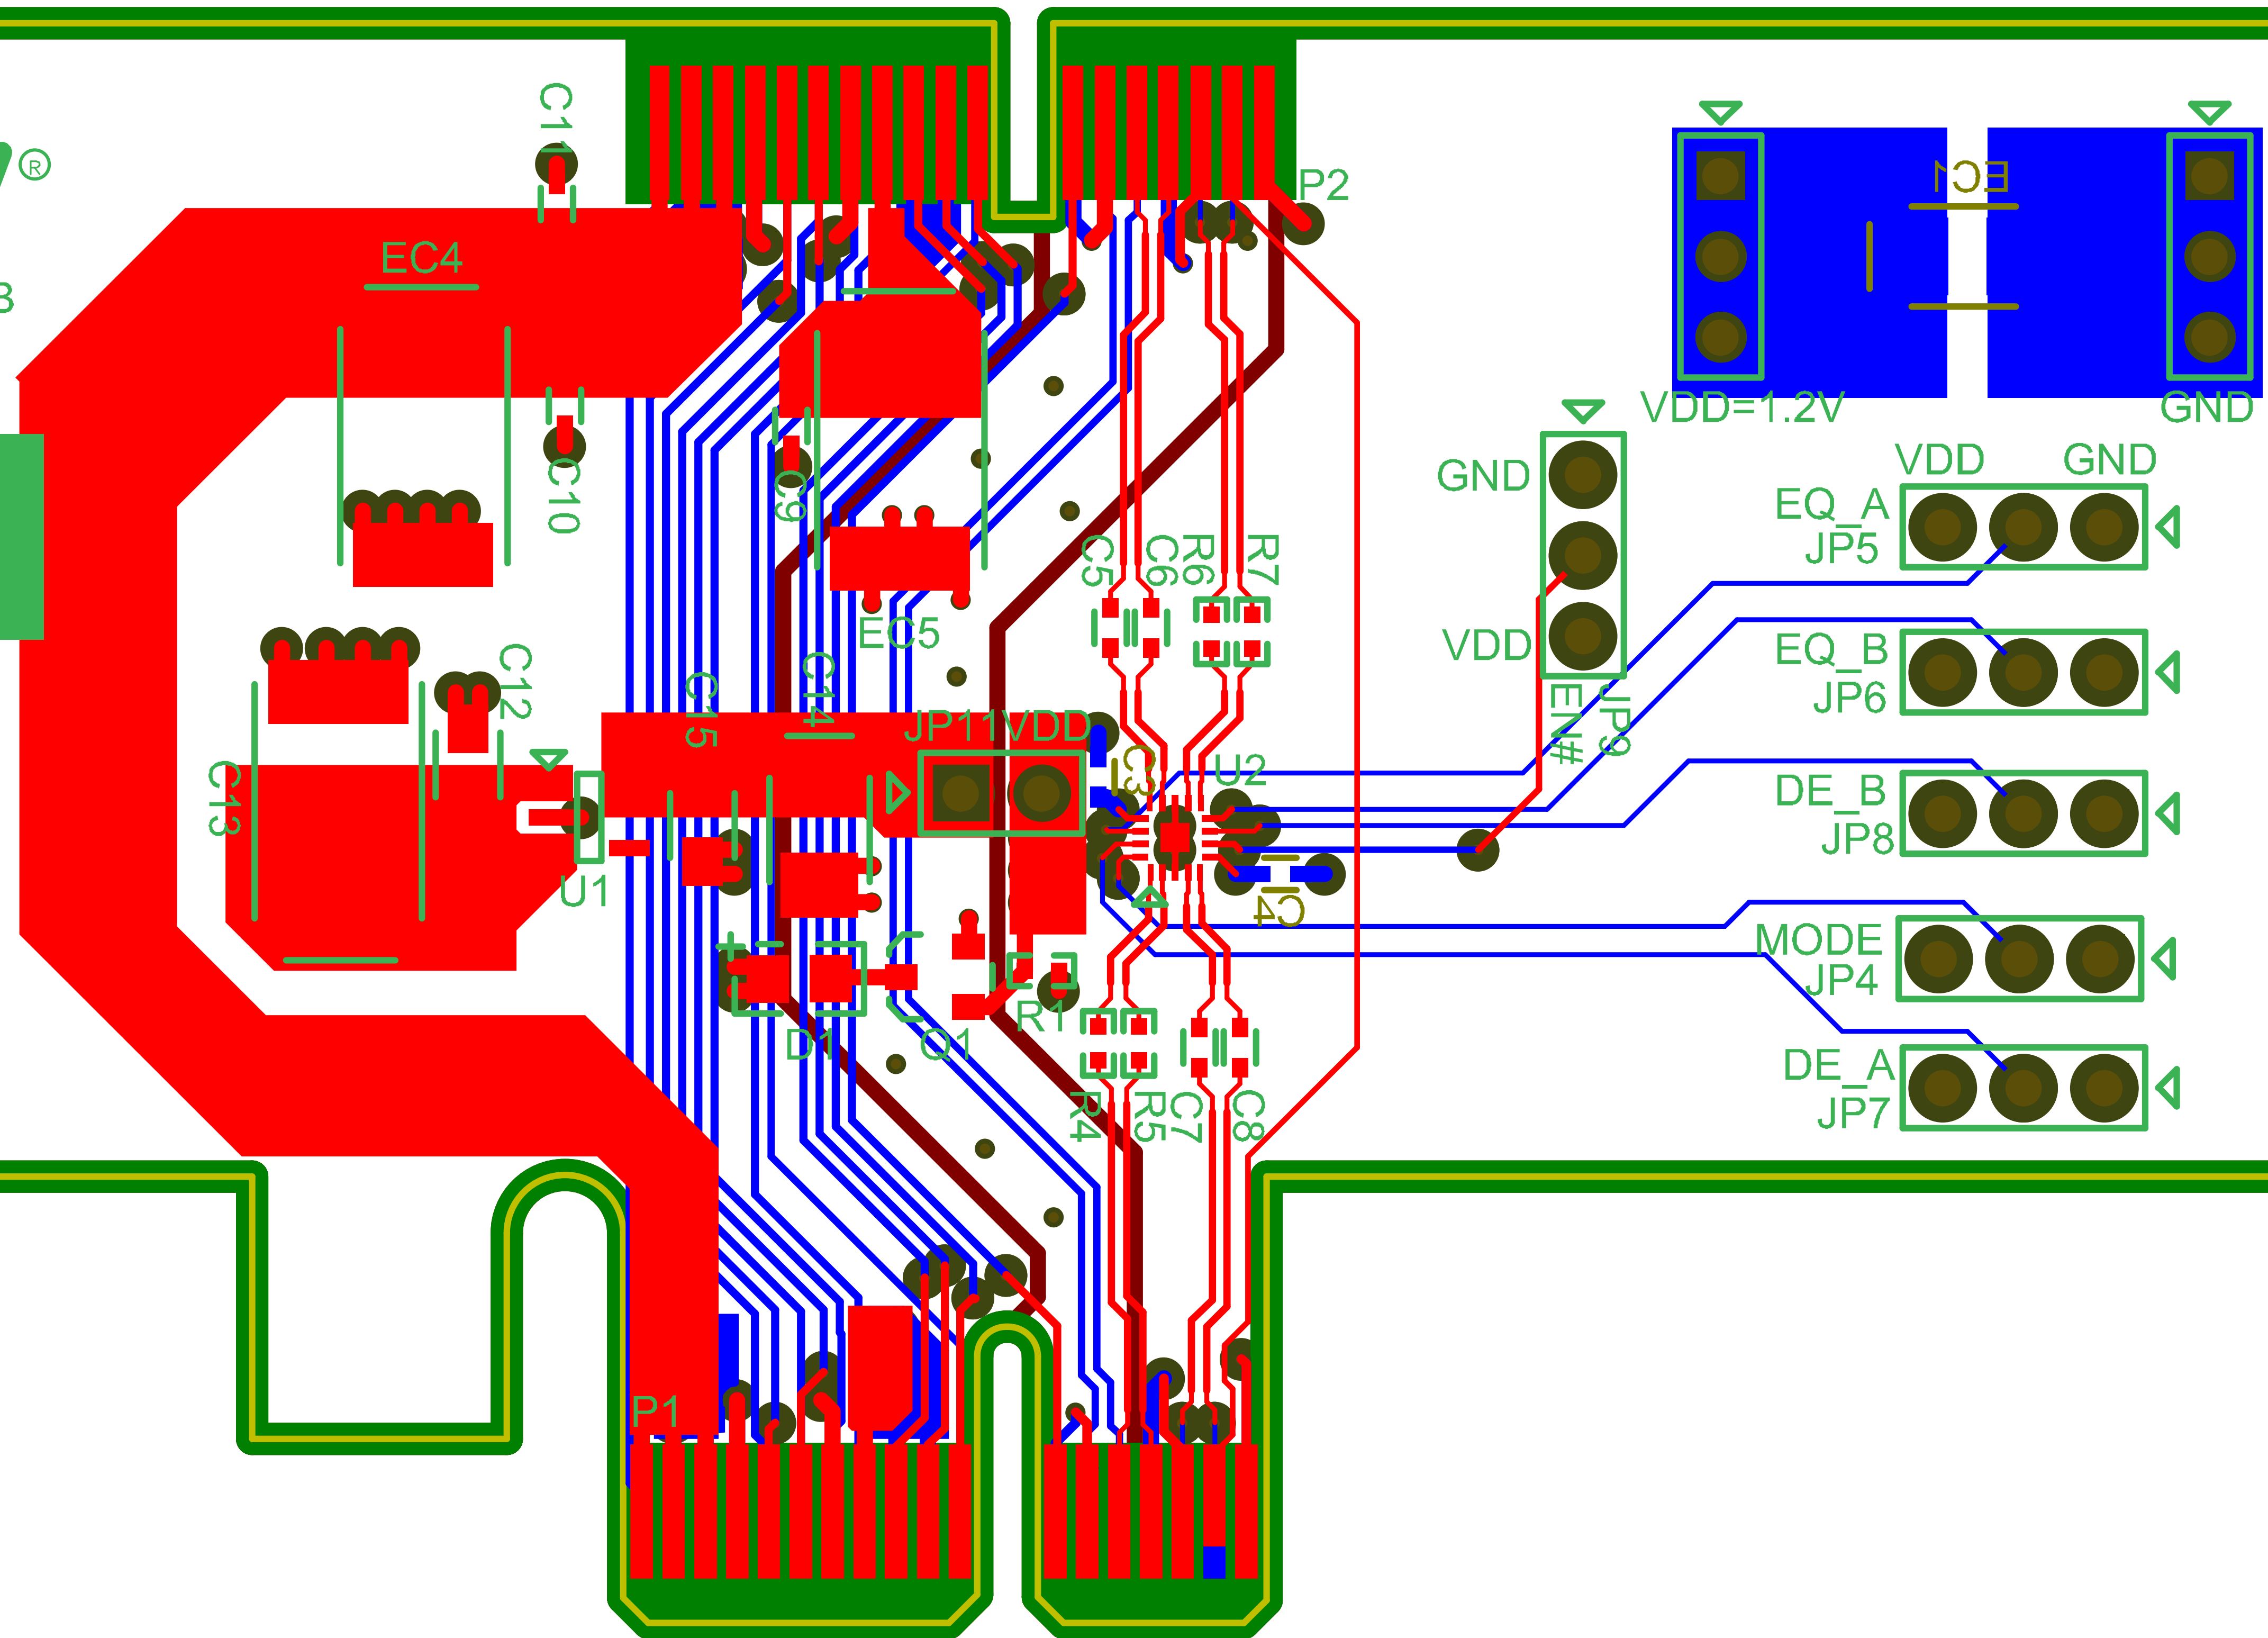 C11
®
P2
EC1
EC4
B
VDD=1.2V
GND
VDD
GND
GND
EQ_A
JP5
C10
C9
C5
C6
R6
R7
EC5
VDD
EQ_B
JP6
C12
C15
C14
JP11VDD
EN#
JP9
C3
U2
C13
DE_B
JP8
U1
C4
MODE
JP4
D1
Q1
R1
DE_A
JP7
R4
R5
C7
C8
P1